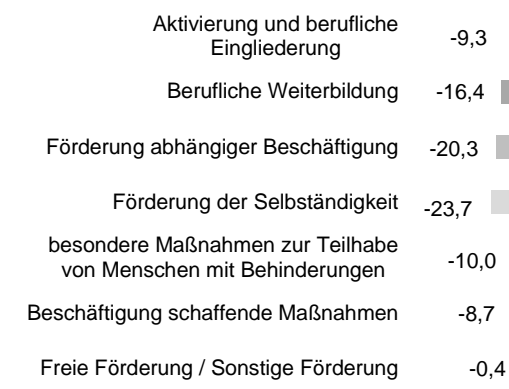 Aktivierung und berufliche
Eingliederung
-9,3
Berufliche Weiterbildung -16,4
Förderung abhängiger Beschäftigung -20,3
Förderung der Selbständigkeit -23,7
besondere Maßnahmen zur Teilhabe
von Menschen mit Behinderungen
-10,0
Beschäftigung schaffende Maßnahmen -8,7
Freie Förderung / Sonstige Förderung -0,4